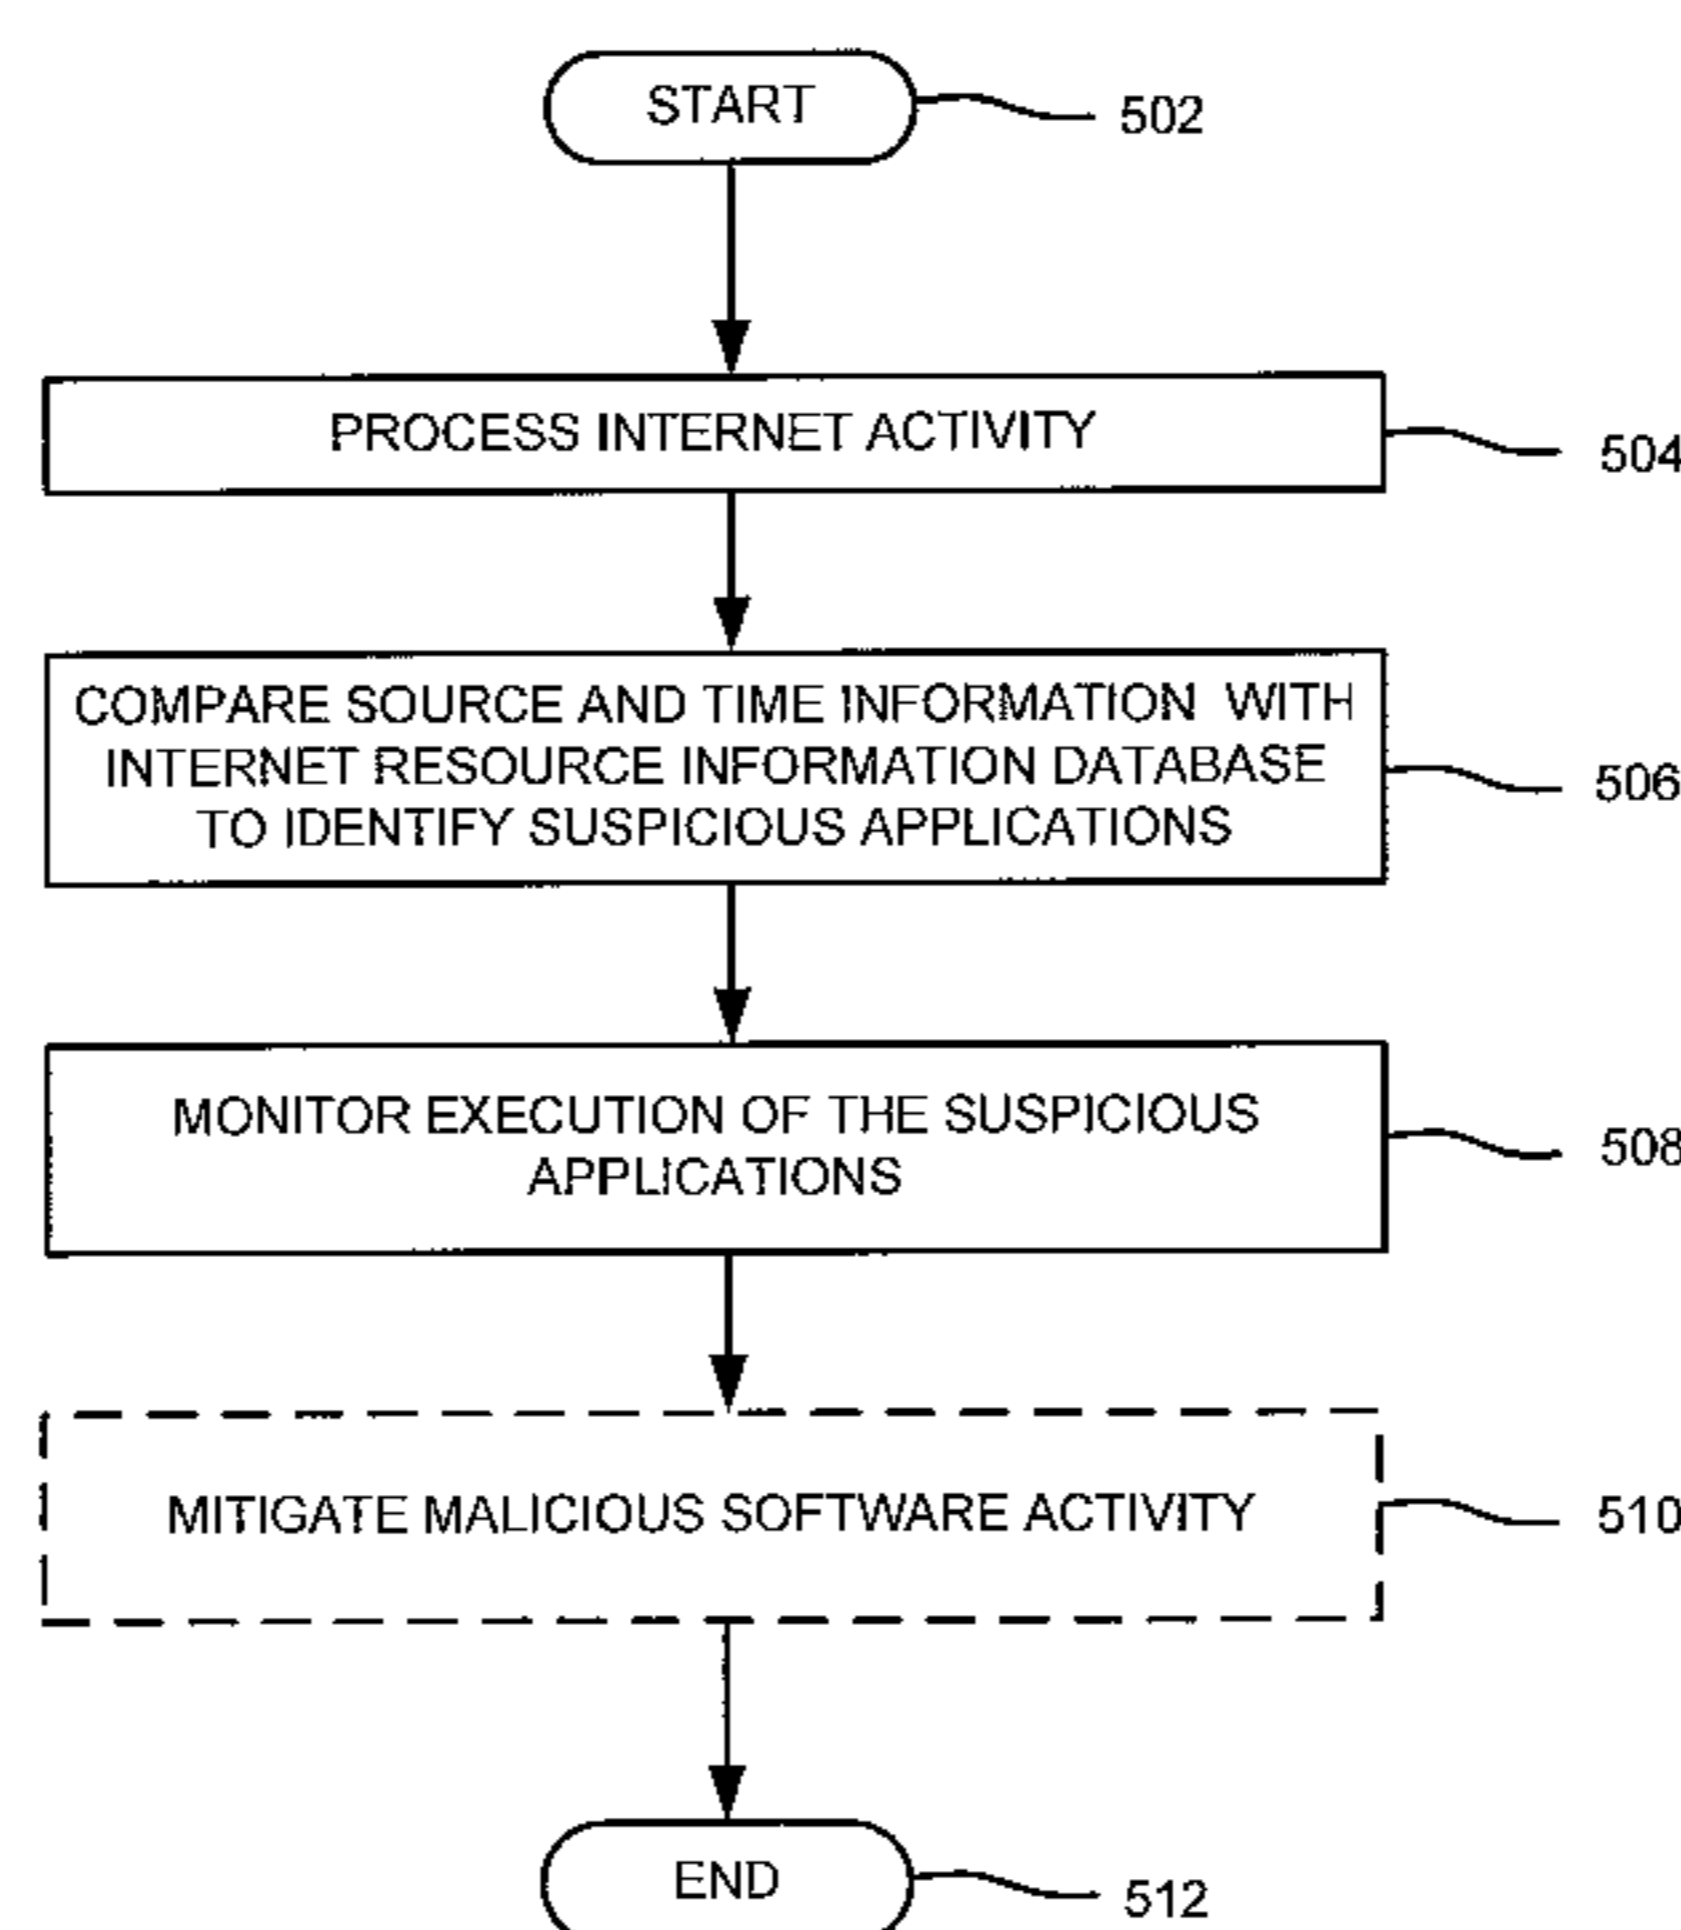 START
502
PROCESS INTERNET ACTIVITY
504
COMPARE SOURCE AND TIME INFORMATION WITH
INTERNET RESOURCE INFORMATION DATABASE
TO IDENTIFY SUSPICIOUS APPLICATIONS
506
MONITOR EXECUTION OF THE SUSPICIOUS
APPLICATIONS
508
MITIGATE MALICIOUS SOFTWARE ACTIVITY
510
END
512